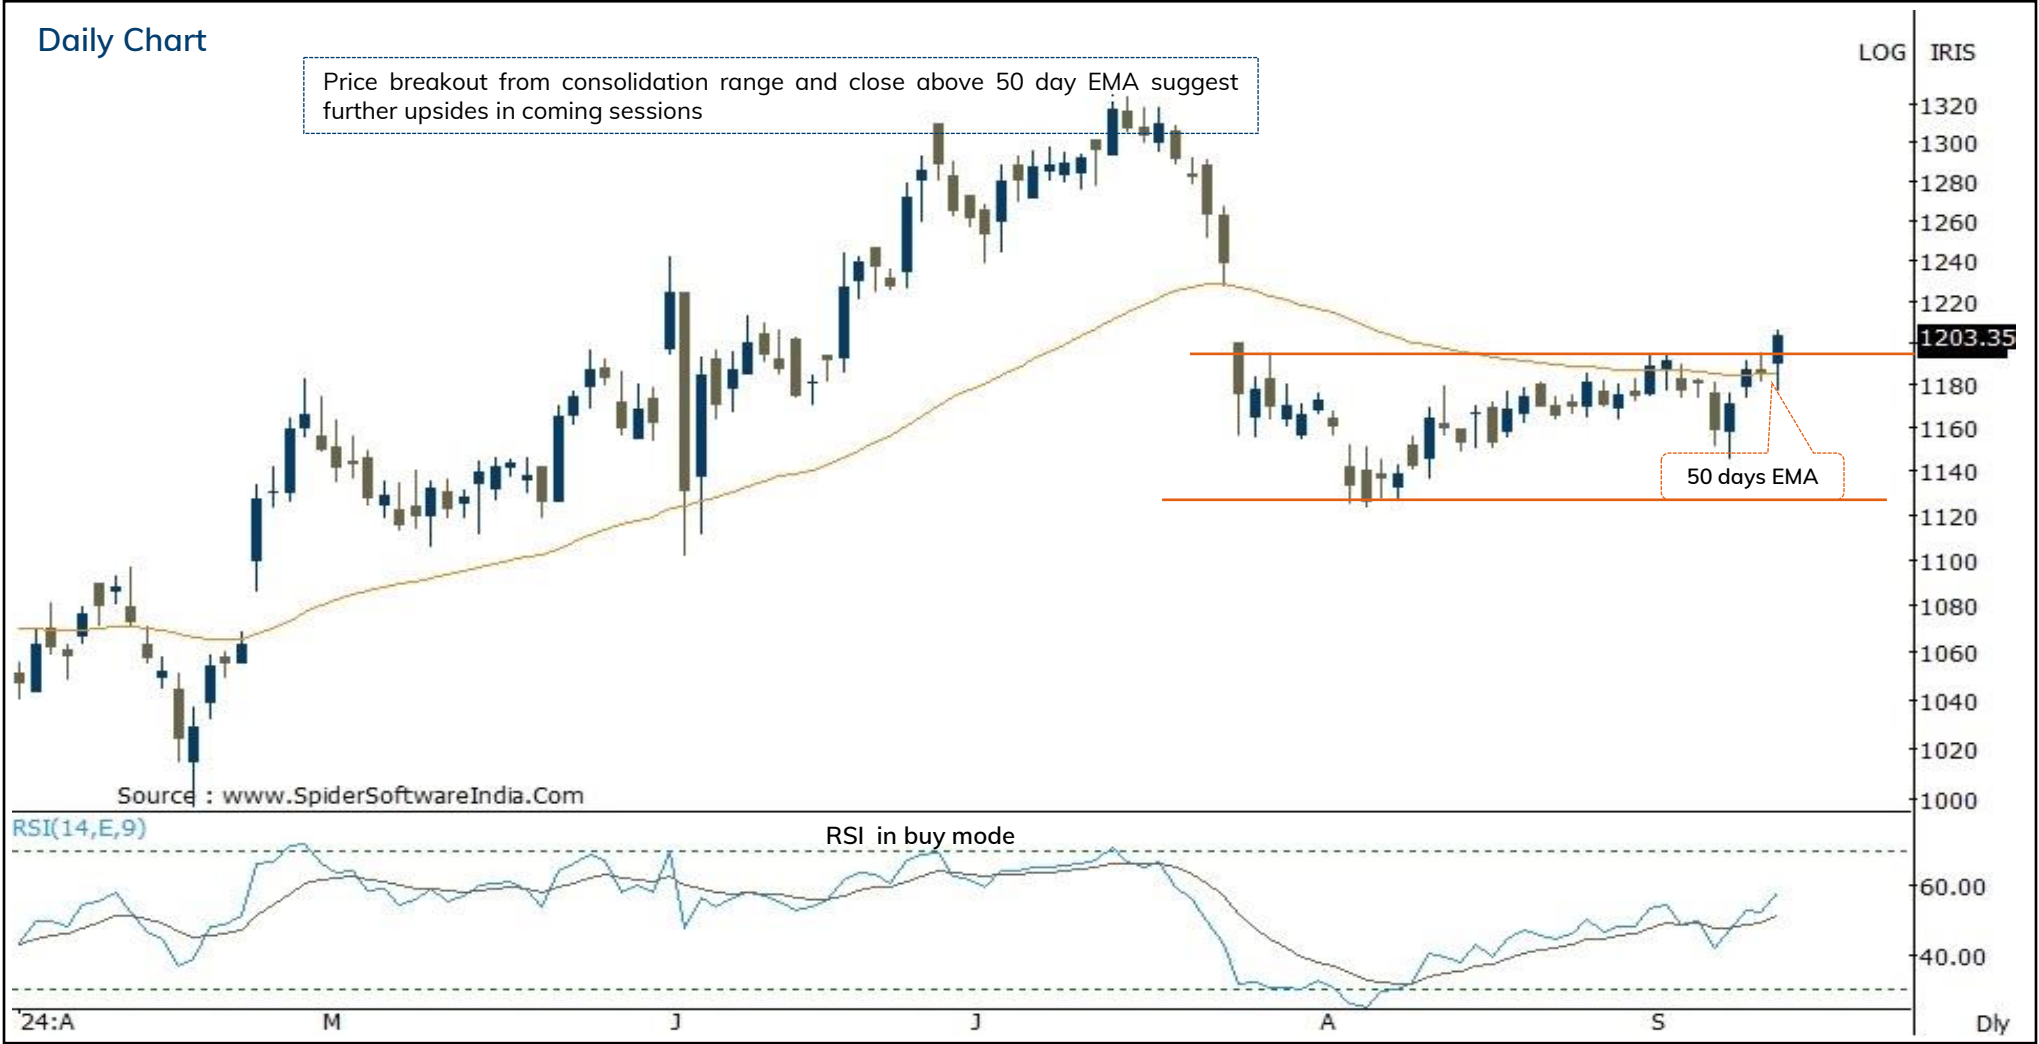 Daily Chart
LOG IRIS
Price breakout from consolidation range and close above 50 day EMA suggest
further upsides in coming sessions
1320
1300
1280
1260
1240
1220
1203.35
1180
1160
1140
50 days EMA
1120
1100
1080
1060
1040
1020
1000
Source : www.SpiderSoftwareIndia.Com
RSI(14,E,9)
RSI in buy mode
60.00
40.00
'24:A M J J A S Dly